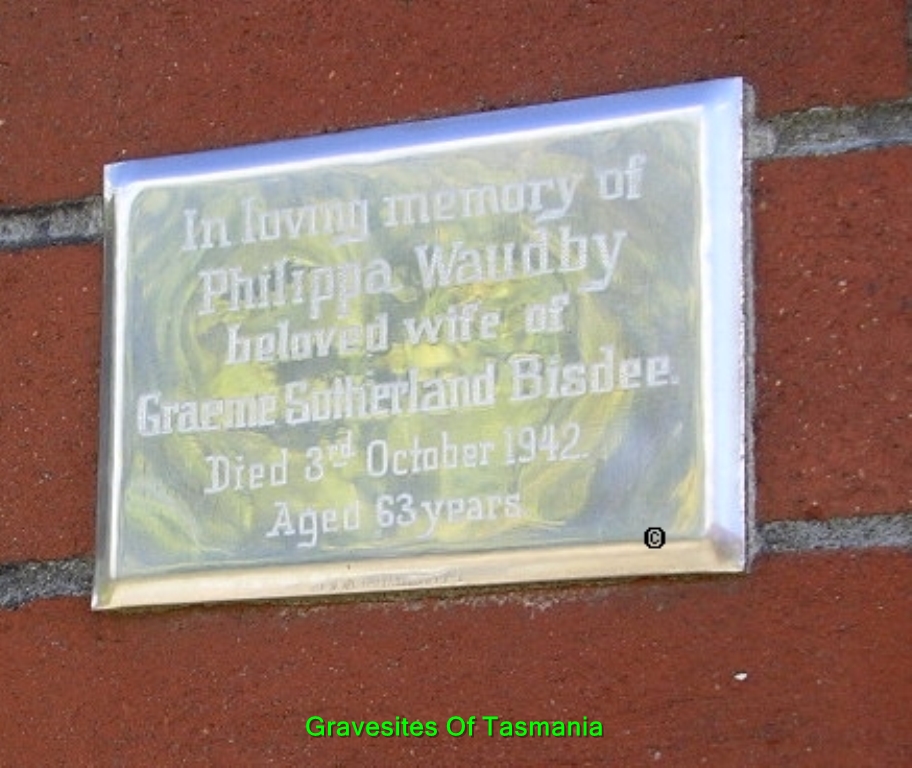 In loving memory of
Philippa Waudby
beloved wife of
Graeme Sotherland Bisdee.
Died 3rd October 1942.
Aged 63 years.
©
Gravesites Of Tasmania